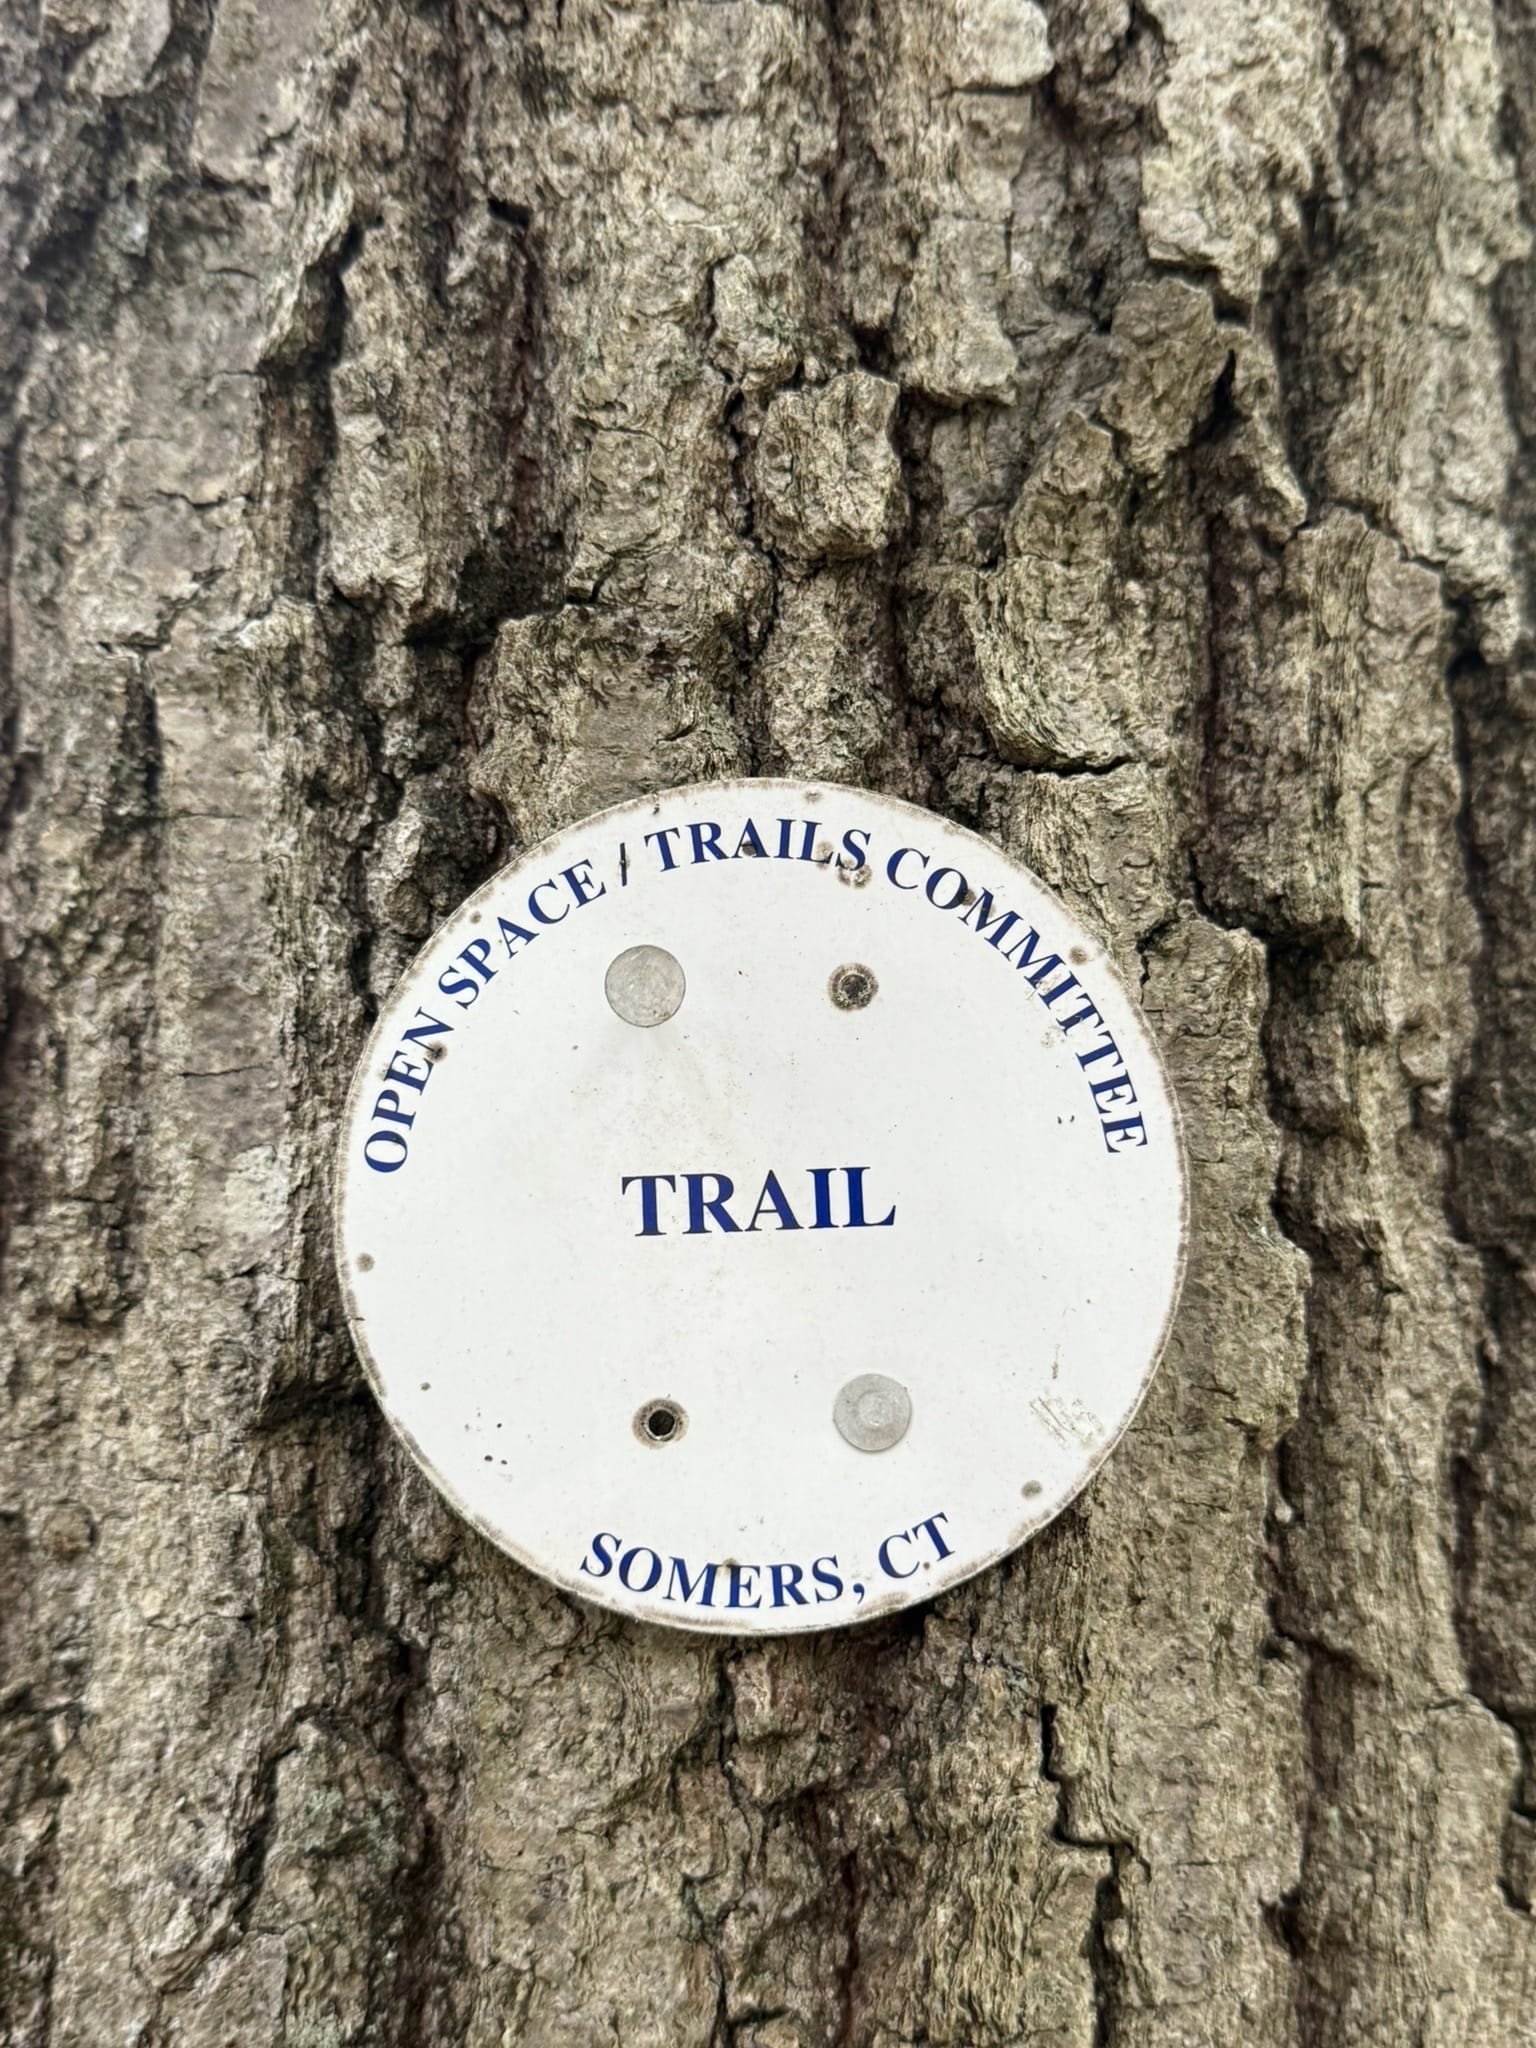 OPEN SPACE / TRAILS COMMITTEE
TRAIL
SOMERS, CT